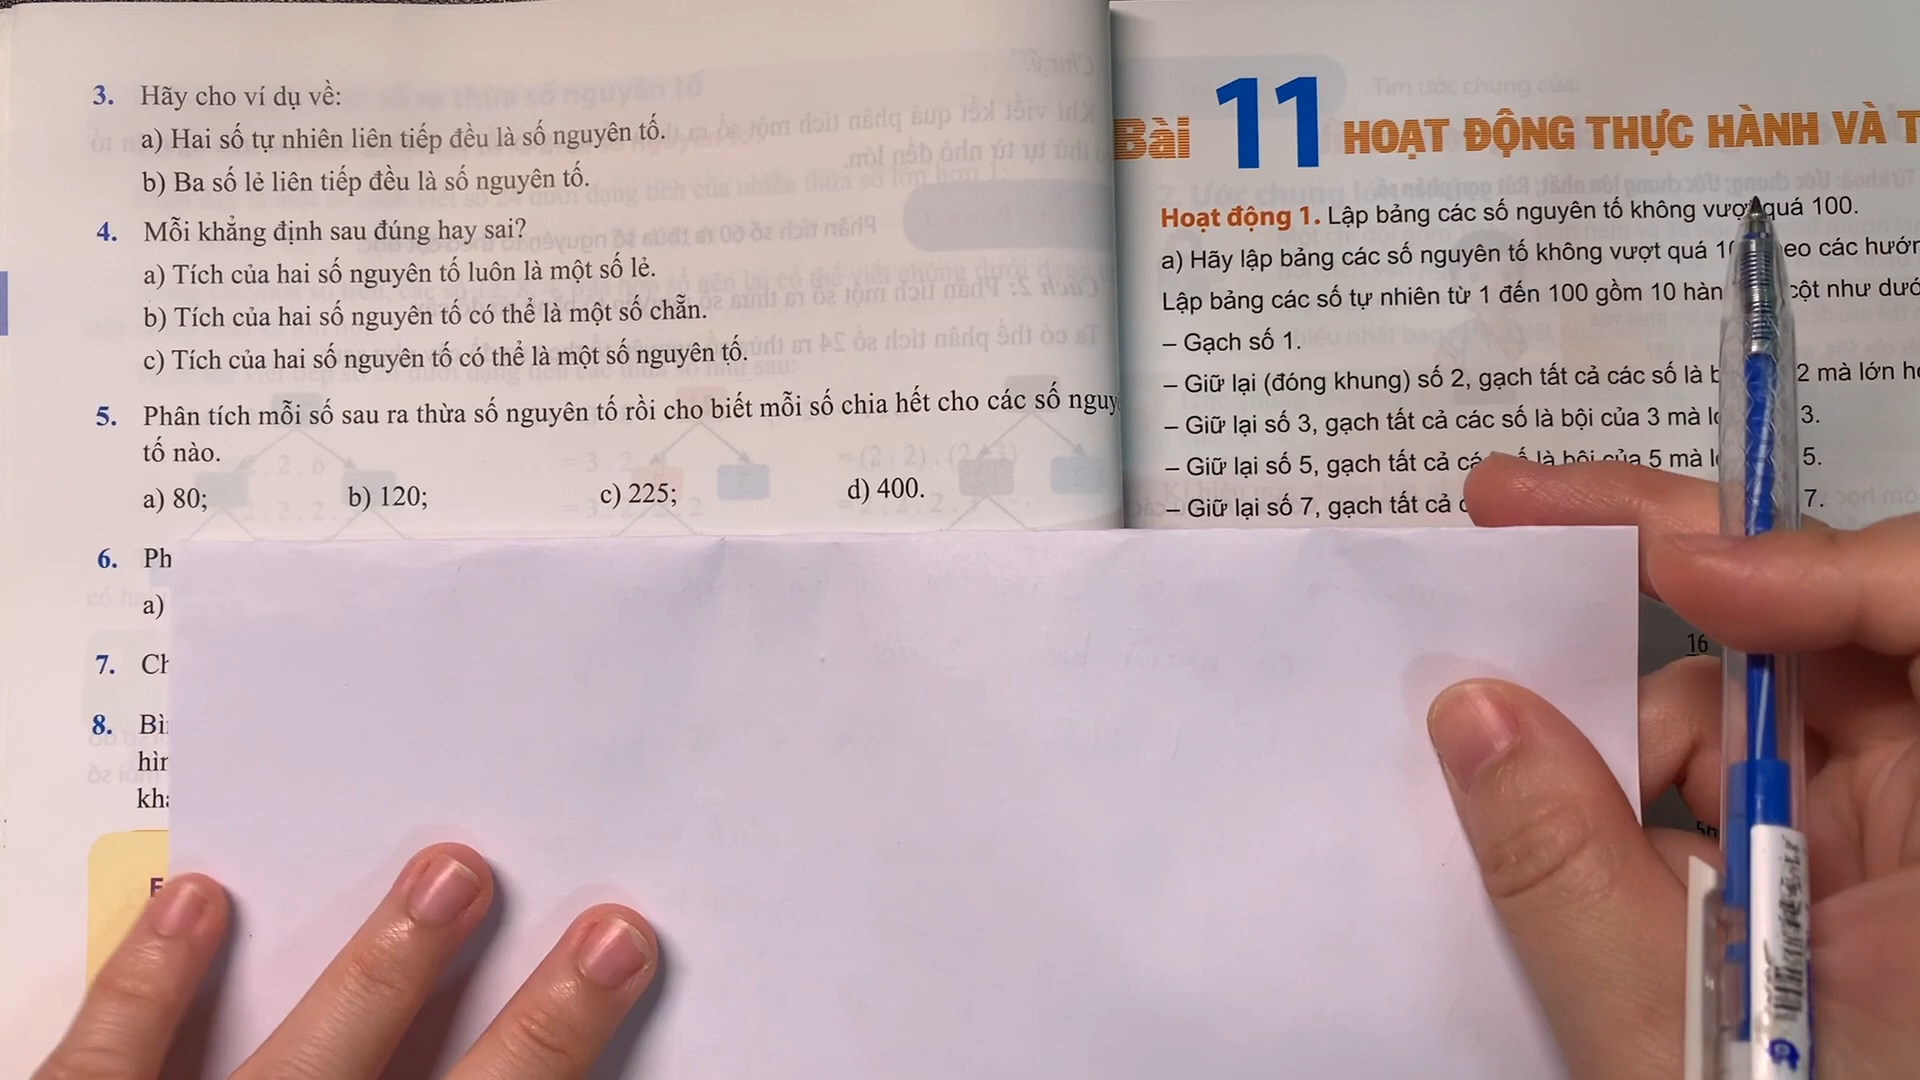 3. Hãy cho ví dụ về:
a) Hai số tự nhiên liên tiếp đều là số nguyên tố.
b) Ba số lẻ liên tiếp đều là số nguyên tố.
4. Mỗi khẳng định sau đúng hay sai?
a) Tích của hai số nguyên tố luôn là một số lẻ.
b) Tích của hai số nguyên tố có thể là một số chẵn.
c) Tích của hai số nguyên tố có thể là một số nguyên tố.
5. Phân tích mỗi số sau ra thừa số nguyên tố rồi cho biết mỗi số chia hết cho các số nguy
tố nào.
a) 80; b) 120; c) 225; d) 400.
6. Ph
a)
7. Ch
8.
Bài 11 HOẠT ĐỘNG THỰC HÀNH VÀ T
Hoạt động 1. Lập bảng các số nguyên tố không vượt quá 100.
a) Hãy lập bảng các số nguyên tố không vượt quá 10 eo các hướn
Lập bảng các số tự nhiên từ 1 đến 100 gồm 10 hàn cột như dướ
– Gạch số 1.
– Giữ lại (đóng khung) số 2, gạch tất cả các số là b 2 mà lớn h
– Giữ lại số 3, gạch tất cả các số là bội của 3 mà l 3.
– Giữ lại số 5, gạch tất cả các số là bội của 5 mà l 5.
– Giữ lại số 7, gạch tất cả c 7.
16